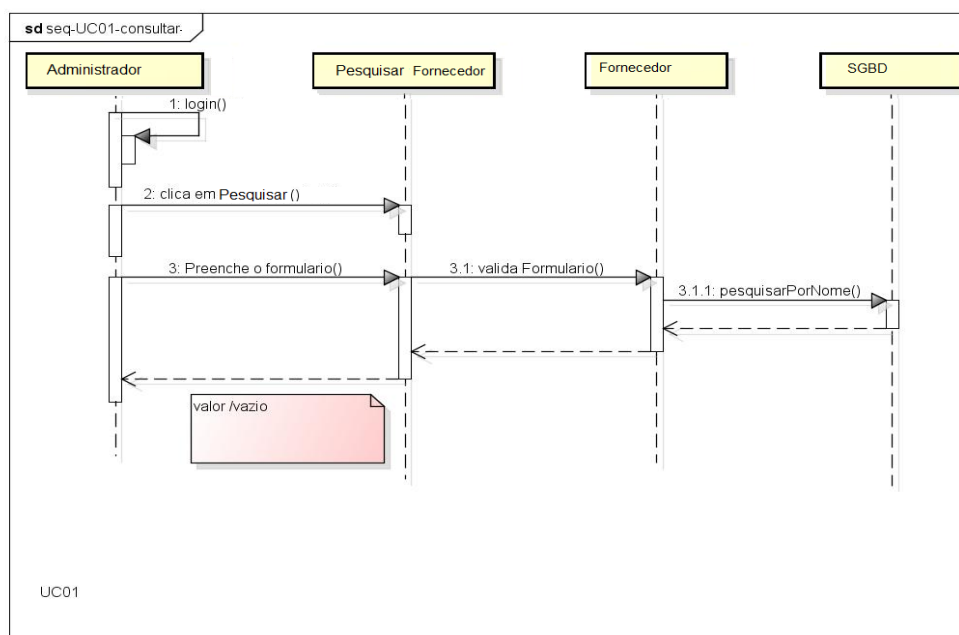 sd seq-UC01-consultar-
Administrador
Pesquisar Fornecedor
Fornecedor
SGBD
1: login()
2: clica em Pesquisar ()
3: Preenche o formulario()
3.1: valida Formulario()
3.1.1: pesquisarPorNome()
valor /vazio
UC01